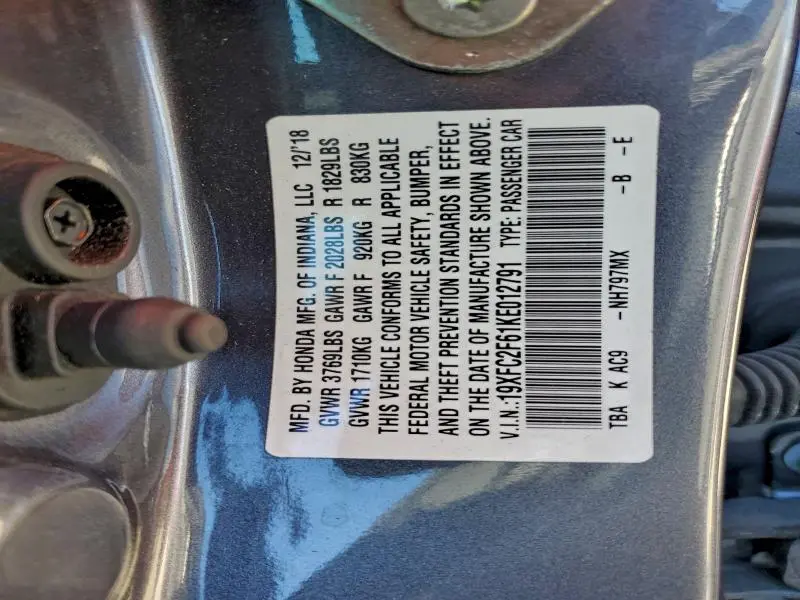 MFD. BY HONDA MFG. OF INDIANA, LLC 12/'18
GVWR 3769LBS GAWR F 2028LBS R 1829LBS
GVWR 1710KG GAWR F 920KG R 830KG
THIS VEHICLE CONFORMS TO ALL APPLICABLE
FEDERAL MOTOR VEHICLE SAFETY, BUMPER,
AND THEFT PREVENTION STANDARDS IN EFFECT
ON THE DATE OF MANUFACTURE SHOWN ABOVE.
V.I.N.:19XFC2F61KE012791 TYPE: PASSENGER CAR
TBA K AC9 -NH797MX -B -E